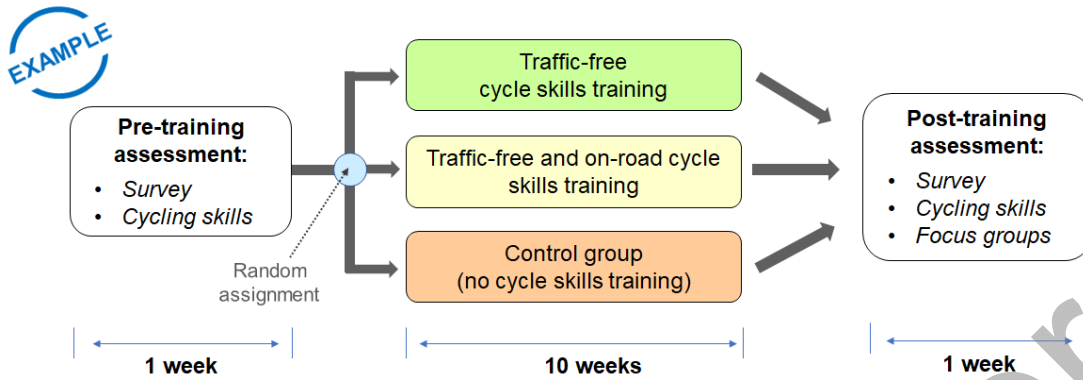 EXAMPLE
Pre-training
assessment:
• Survey
• Cycling skills
Random
assignment
Traffic-free
cycle skills training
Traffic-free and on-road cycle
skills training
Control group
(no cycle skills training)
Post-training
assessment:
• Survey
• Cycling skills
• Focus groups
1 week
10 weeks
1 week